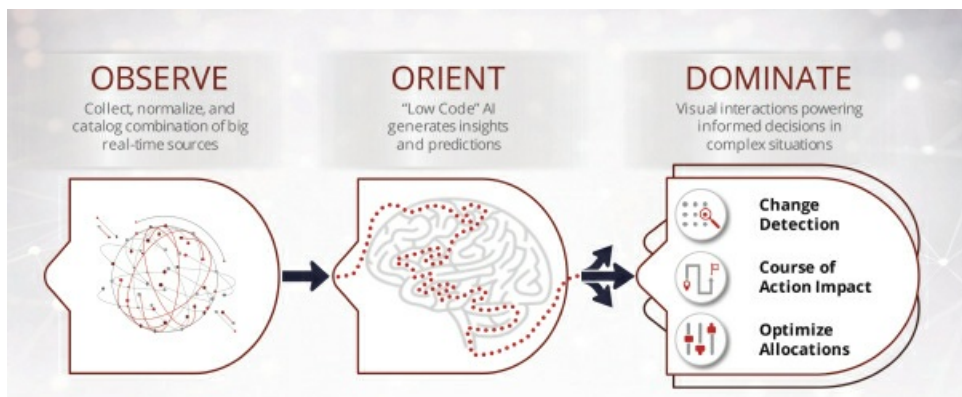 OBSERVE
Collect, normalize, and
catalog combination of big
real-time sources
ORIENT
“Low Code” AI
generates insights
and predictions
DOMINATE
Visual interactions powering
informed decisions in
complex situations
Change
Detection
Course of
Action Impact
Optimize
Allocations